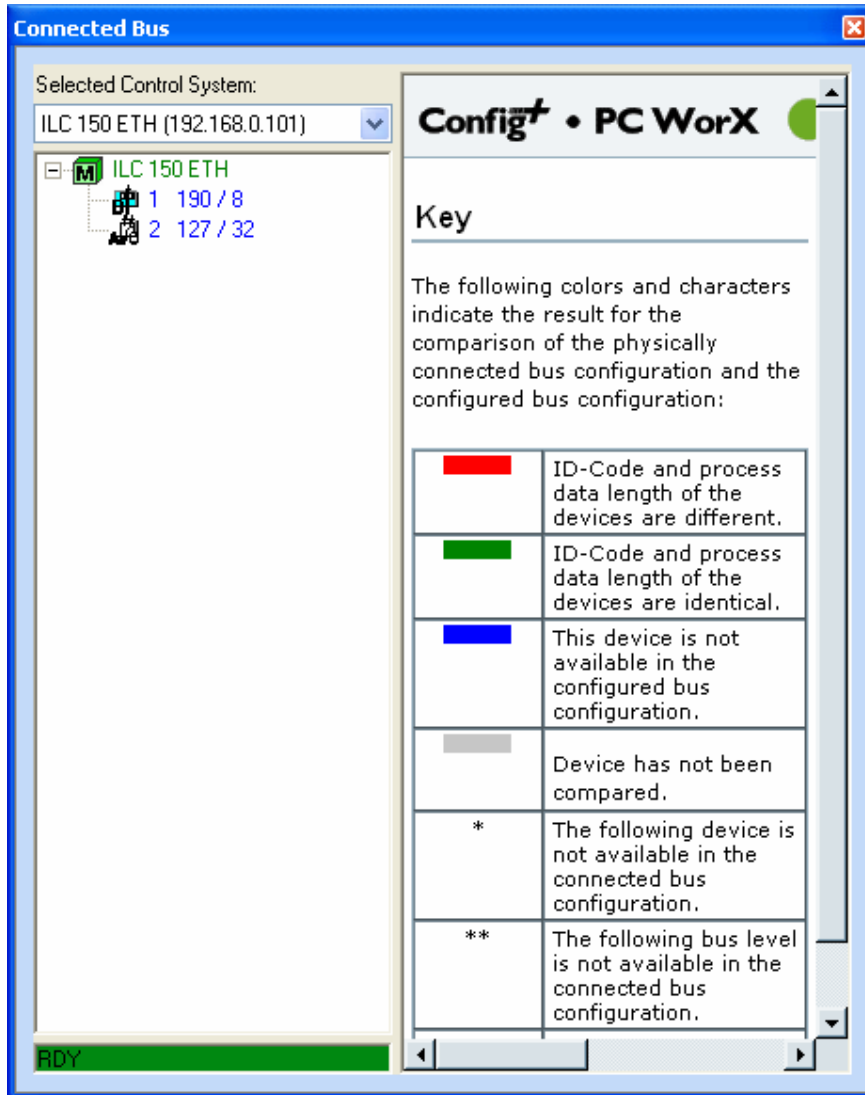 Connected Bus
Selected Control System:
ILC 150 ETH (192.168.0.101)
ILC 150 ETH
1 190 / 8
2 127 / 32
RDY
Config+ • PC WorX
Key
The following colors and characters
indicate the result for the
comparison of the physically
connected bus configuration and the
configured bus configuration:
ID-Code and process
data length of the
devices are different.
ID-Code and process
data length of the
devices are identical.
This device is not
available in the
configured bus
configuration.
Device has not been
compared.
*
The following device is
not available in the
connected bus
configuration.
**
The following bus level
is not available in the
connected bus
configuration.